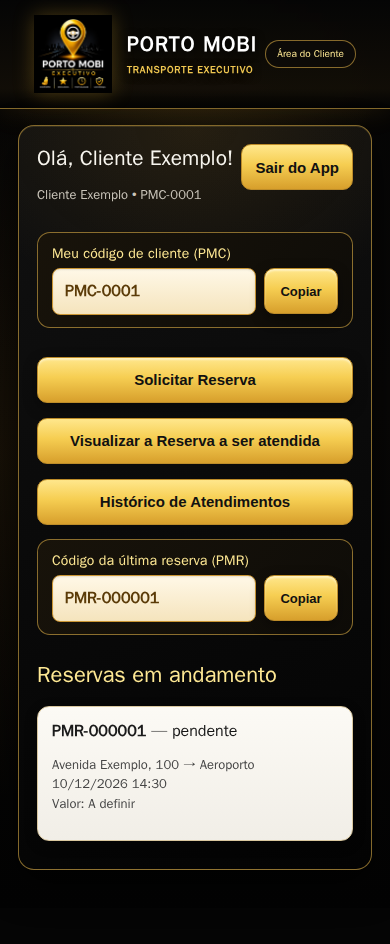 PORTO MOBI
EXECUTIVO
PORTO MOBI
TRANSPORTE EXECUTIVO
Área do Cliente
Olá, Cliente Exemplo!
Sair do App
Cliente Exemplo • PMC-0001
Meu código de cliente (PMC)
PMC-0001
Copiar
Solicitar Reserva
Visualizar a Reserva a ser atendida
Histórico de Atendimentos
Código da última reserva (PMR)
PMR-000001
Copiar
Reservas em andamento
PMR-000001 — pendente
Avenida Exemplo, 100 → Aeroporto
10/12/2026 14:30
Valor: A definir